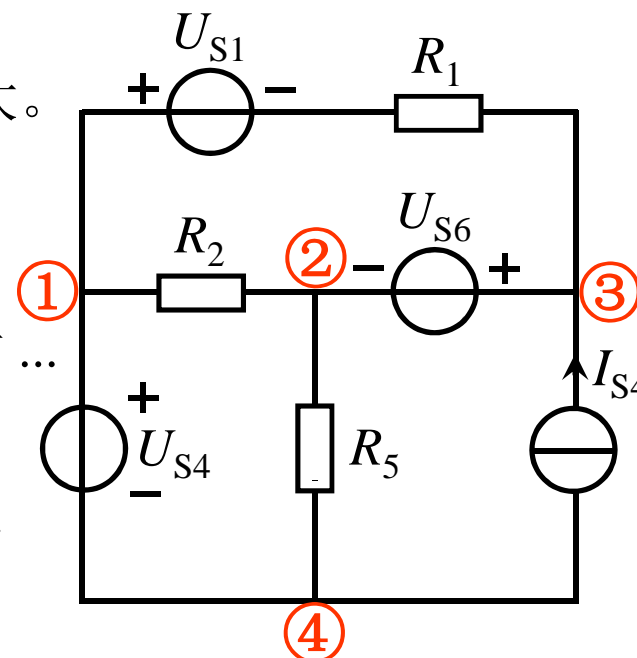 U_S1
R_1
+ −
。
R_2
②
U_S6
①
− +
③
...
I_S4
+
U_S4
R_5
−
④